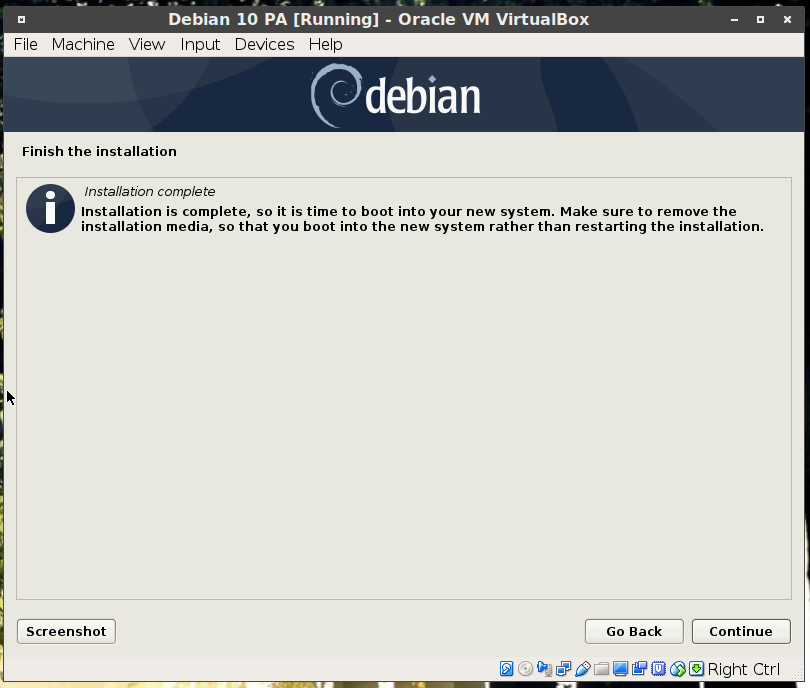 Debian 10 PA [Running] - Oracle VM VirtualBox
File Machine View Input Devices Help
debian
Finish the installation
Installation complete
Installation is complete, so it is time to boot into your new system. Make sure to remove the
installation media, so that you boot into the new system rather than restarting the installation.
Screenshot Go Back Continue
Right Ctrl